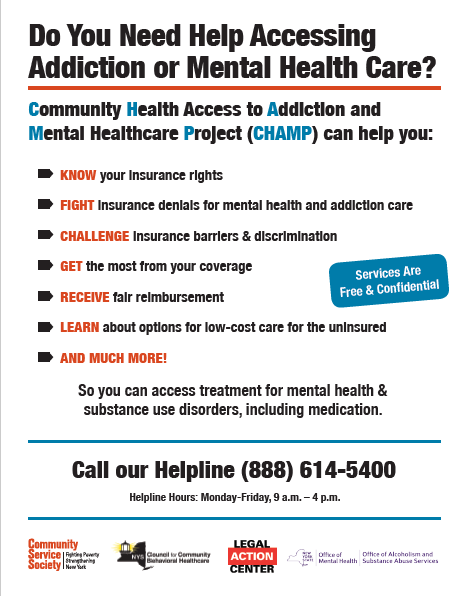 Do You Need Help Accessing
Addiction or Mental Health Care?
Community Health Access to Addiction and
Mental Healthcare Project (CHAMP) can help you:
KNOW your insurance rights
FIGHT insurance denials for mental health and addiction care
CHALLENGE insurance barriers & discrimination
GET the most from your coverage
Services Are
Free & Confidential
RECEIVE fair reimbursement
LEARN about options for low-cost care for the uninsured
AND MUCH MORE!
So you can access treatment for mental health &
substance use disorders, including medication.
Call our Helpline (888) 614-5400
Helpline Hours: Monday-Friday, 9 a.m. – 4 p.m.
Community
Service
Society
Fighting Poverty
Strengthening
New York
NYS
Council for Community
Behavioral Healthcare
LEGAL
ACTION
CENTER
NEW
YORK
STATE
Office of
Mental Health
Office of Alcoholism and
Substance Abuse Services